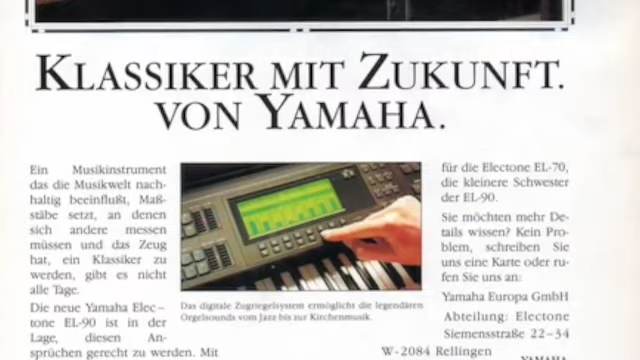 KLASSIKER MIT ZUKUNFT.
VON YAMAHA.
Ein Musikinstrument
das die Musikwelt nach-
haltig beeinflußt, Maß-
stäbe setzt, an denen
sich andere messen
müssen und das Zeug
hat, ein Klassiker zu
werden, gibt es nicht
alle Tage.
Die neue Yamaha Elec-
tone EL-90 ist in der
Lage, diesen An-
sprüchen gerecht zu werden. Mit
Das digitale Zugriegelsystem ermöglicht die legendären
Orgelsounds vom Jazz bis zur Kirchenmusik.
für die Electone EL-70,
die kleinere Schwester
der EL-90.
Sie möchten mehr De-
tails wissen? Kein Pro-
blem, schreiben Sie
uns eine Karte oder ru-
fen Sie uns an:
Yamaha Europa GmbH
Abteilung: Electone
Siemensstraße 22-34
W-2084 Rellingen
YAMAHA